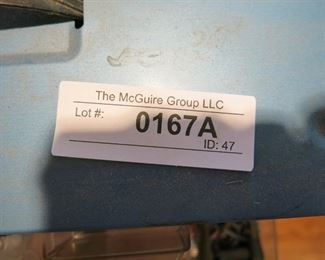 The McGuire Group LLC
Lot #: 0167A
ID: 47